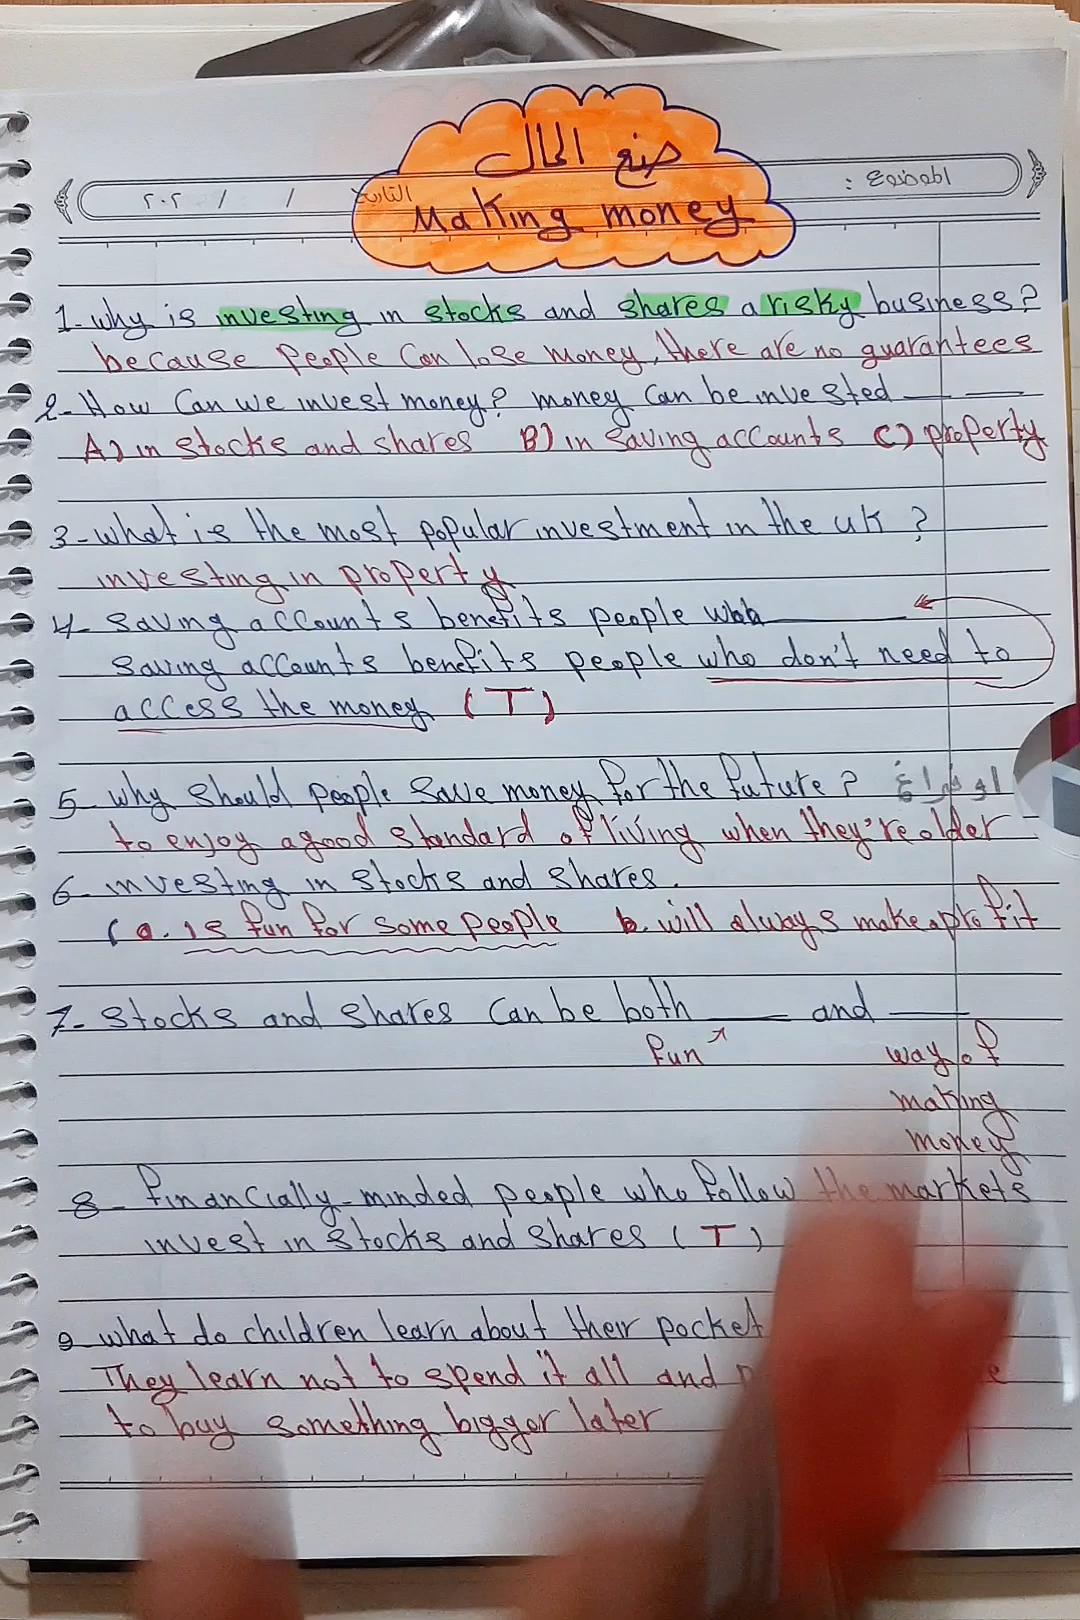 صنع المال
الموضوع :
التاريخ / / ٢٠٢
Making money
1- why is investing in stocks and shares a risky business?
because people Can lose money, there are no guarantees
2- How Can we invest money? money Can be invested
A) in stocks and shares B) in saving accounts C) property
3- what is the most popular investment in the UK ?
investing in property
4- Saving accounts benefits people who
Saving accounts benefits people who don't need to
access the money (T)
5- why should people save money for the future? او فراغ
to enjoy a good standard of living when they're older
6- investing in stocks and shares.
(a. is fun for some people b. will always make a profit
7- Stocks and shares Can be both and
fun way of
making
money
8- financially-minded people who follow the markets
invest in stocks and shares (T)
9- what do children learn about their pocket
They learn not to spend it all and
to buy something bigger later